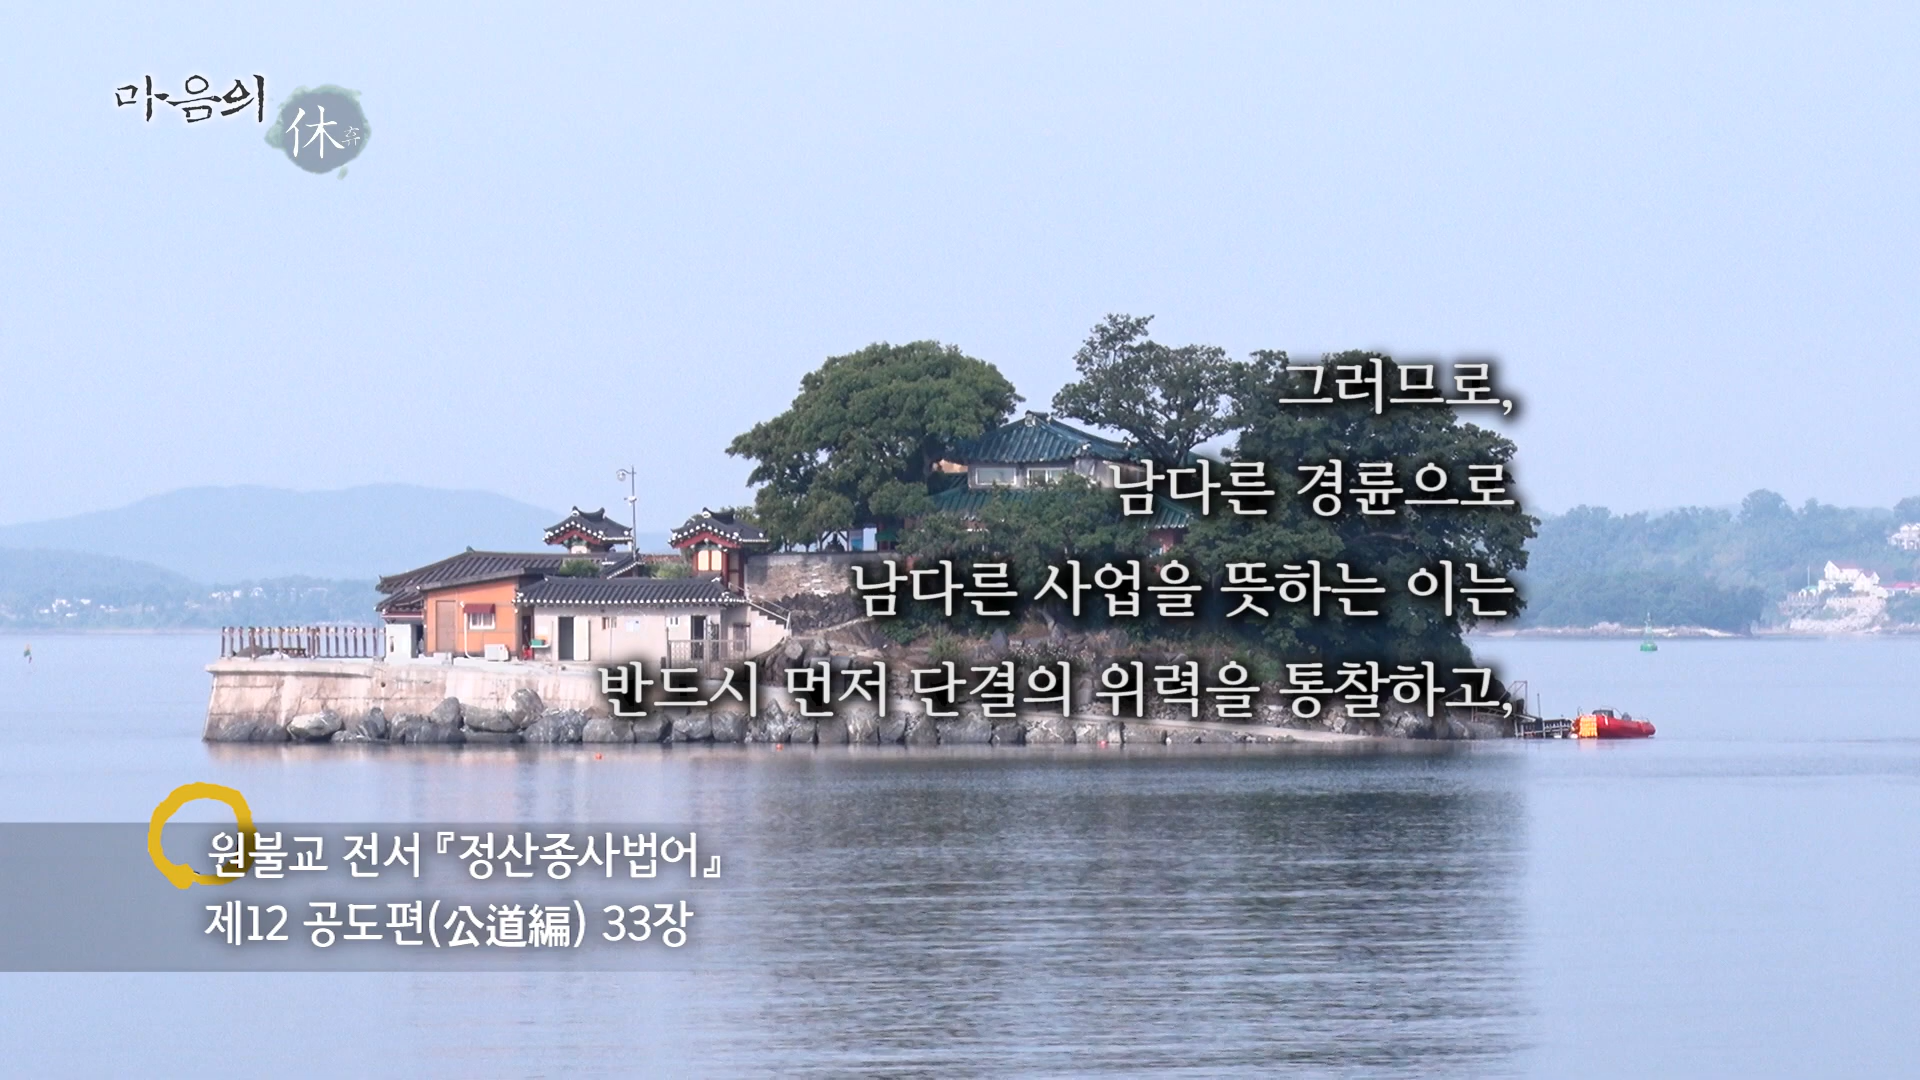 마음의 休 휴
그러므로,
남다른 경륜으로
남다른 사업을 뜻하는 이는
반드시 먼저 단결의 위력을 통찰하고,
원불교 전서 『정산종사법어』
제12 공도편(公道編) 33장